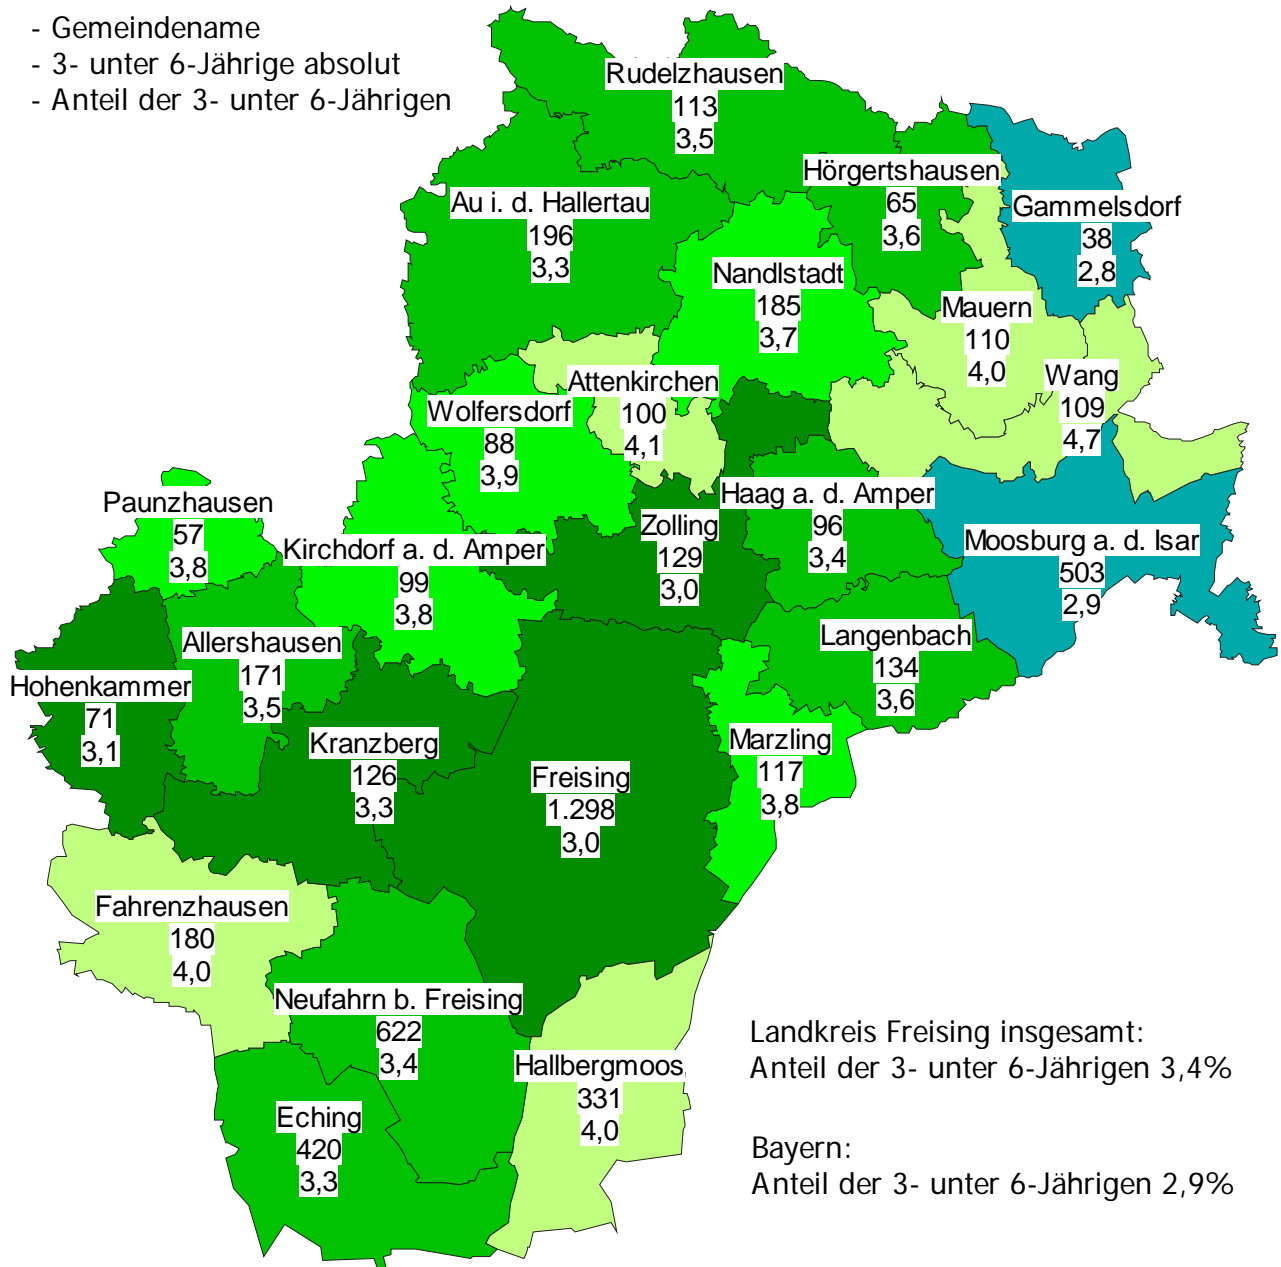 - Gemeindename
- 3- unter 6-Jährige absolut
- Anteil der 3- unter 6-Jährigen
Rudelzhausen
113
3,5
Hörgertshausen
65
3,6
Au i. d. Hallertau
196
3,3
Gammelsdorf
38
2,8
Nandlstadt
185
3,7
Mauern
110
4,0
Wang
109
4,7
Attenkirchen
100
4,1
Wolfersdorf
88
3,9
Paunzhausen
57
3,8
Haag a. d. Amper
96
3,4
Zolling
129
3,0
Kirchdorf a. d. Amper
99
3,8
Moosburg a. d. Isar
503
2,9
Allershausen
171
3,5
Langenbach
134
3,6
Hohenkammer
71
3,1
Kranzberg
126
3,3
Marzling
117
3,8
Freising
1.298
3,0
Fahrenzhausen
180
4,0
Neufahrn b. Freising
622
3,4
Hallbergmoos
331
4,0
Eching
420
3,3
Landkreis Freising insgesamt:
Anteil der 3- unter 6-Jährigen 3,4%
Bayern:
Anteil der 3- unter 6-Jährigen 2,9%